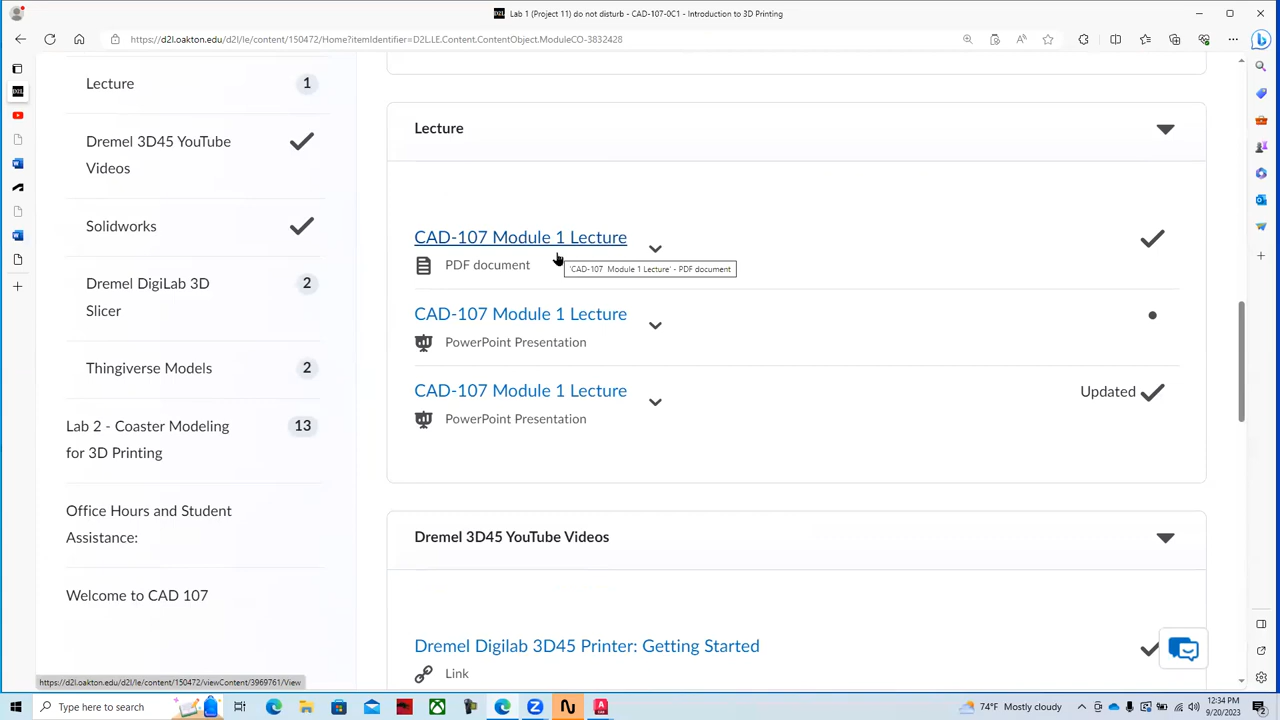 Lab 1 (Project 11) do not disturb - CAD-107-0C1 - Introduction to 3D Printing
https://d2l.oakton.edu/d2l/le/content/150472/Home?itemIdentifier=D2L.LE.Content.ContentObject.ModuleCO-3832428
Lecture 1
Dremel 3D45 YouTube
Videos
Solidworks
Dremel DigiLab 3D 2
Slicer
Thingiverse Models 2
Lab 2 - Coaster Modeling 13
for 3D Printing
Office Hours and Student
Assistance:
Welcome to CAD 107
Lecture
CAD-107 Module 1 Lecture
PDF document
'CAD-107 Module 1 Lecture' - PDF document
CAD-107 Module 1 Lecture
PowerPoint Presentation
CAD-107 Module 1 Lecture
Updated
PowerPoint Presentation
Dremel 3D45 YouTube Videos
Dremel Digilab 3D45 Printer: Getting Started
Link
https://d2l.oakton.edu/d2l/le/content/150472/viewContent/3969761/View
Type here to search
74°F Mostly cloudy
12:34 PM
9/20/2023